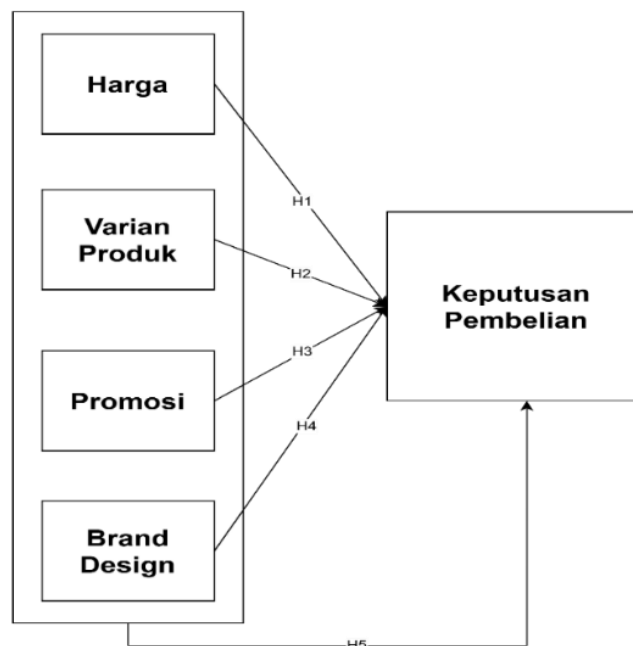 Harga
H1
Varian
Produk
H2
Keputusan
Pembelian
H3
Promosi
H4
Brand
Design
H5